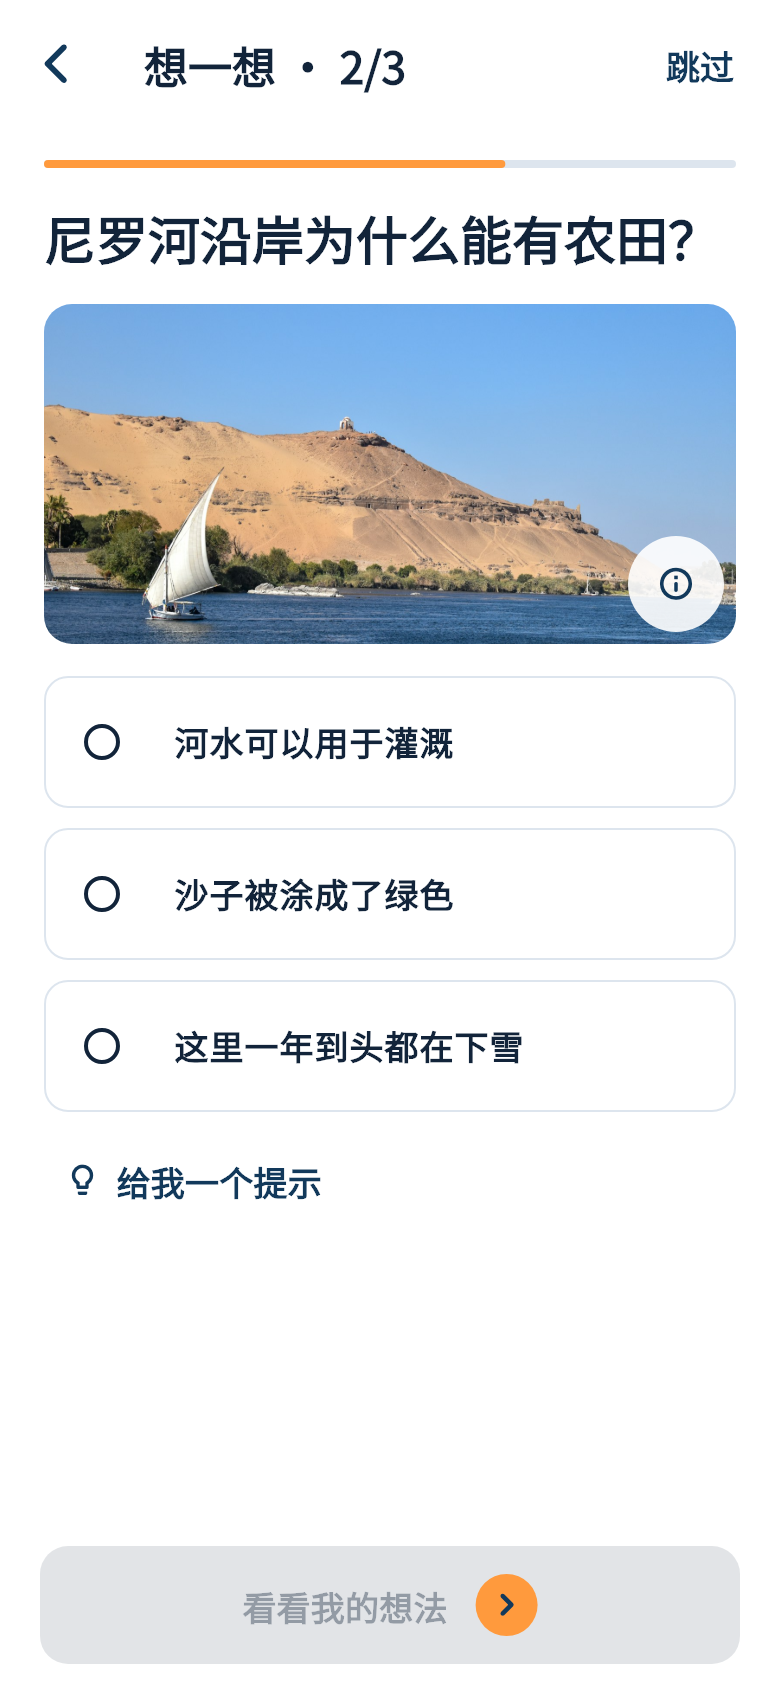 想一想 · 2/3
跳过
尼罗河沿岸为什么能有农田？
河水可以用于灌溉
沙子被涂成了绿色
这里一年到头都在下雪
给我一个提示
看看我的想法